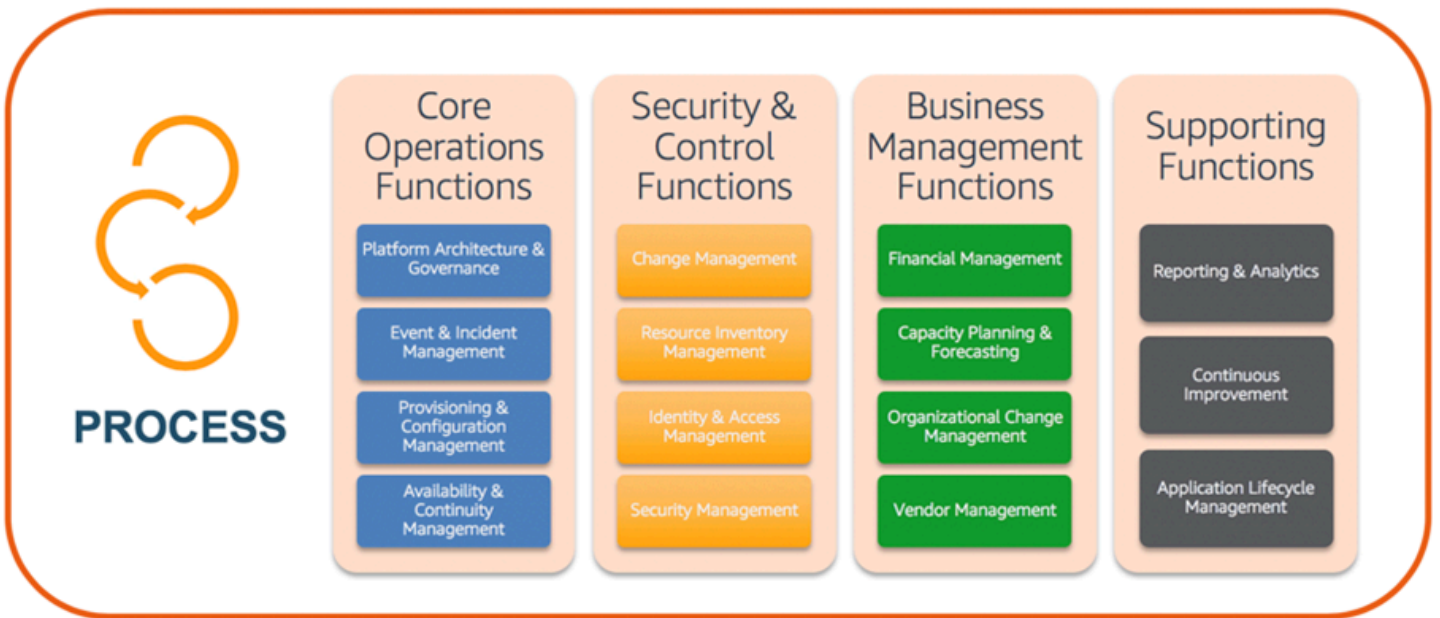 PROCESS
Core
Operations
Functions
Platform Architecture &
Governance
Event & Incident
Management
Provisioning &
Configuration
Management
Availability &
Continuity
Management
Security &
Control
Functions
Change Management
Resource Inventory
Management
Identity & Access
Management
Security Management
Business
Management
Functions
Financial Management
Capacity Planning &
Forecasting
Organizational Change
Management
Vendor Management
Supporting
Functions
Reporting & Analytics
Continuous
Improvement
Application Lifecycle
Management